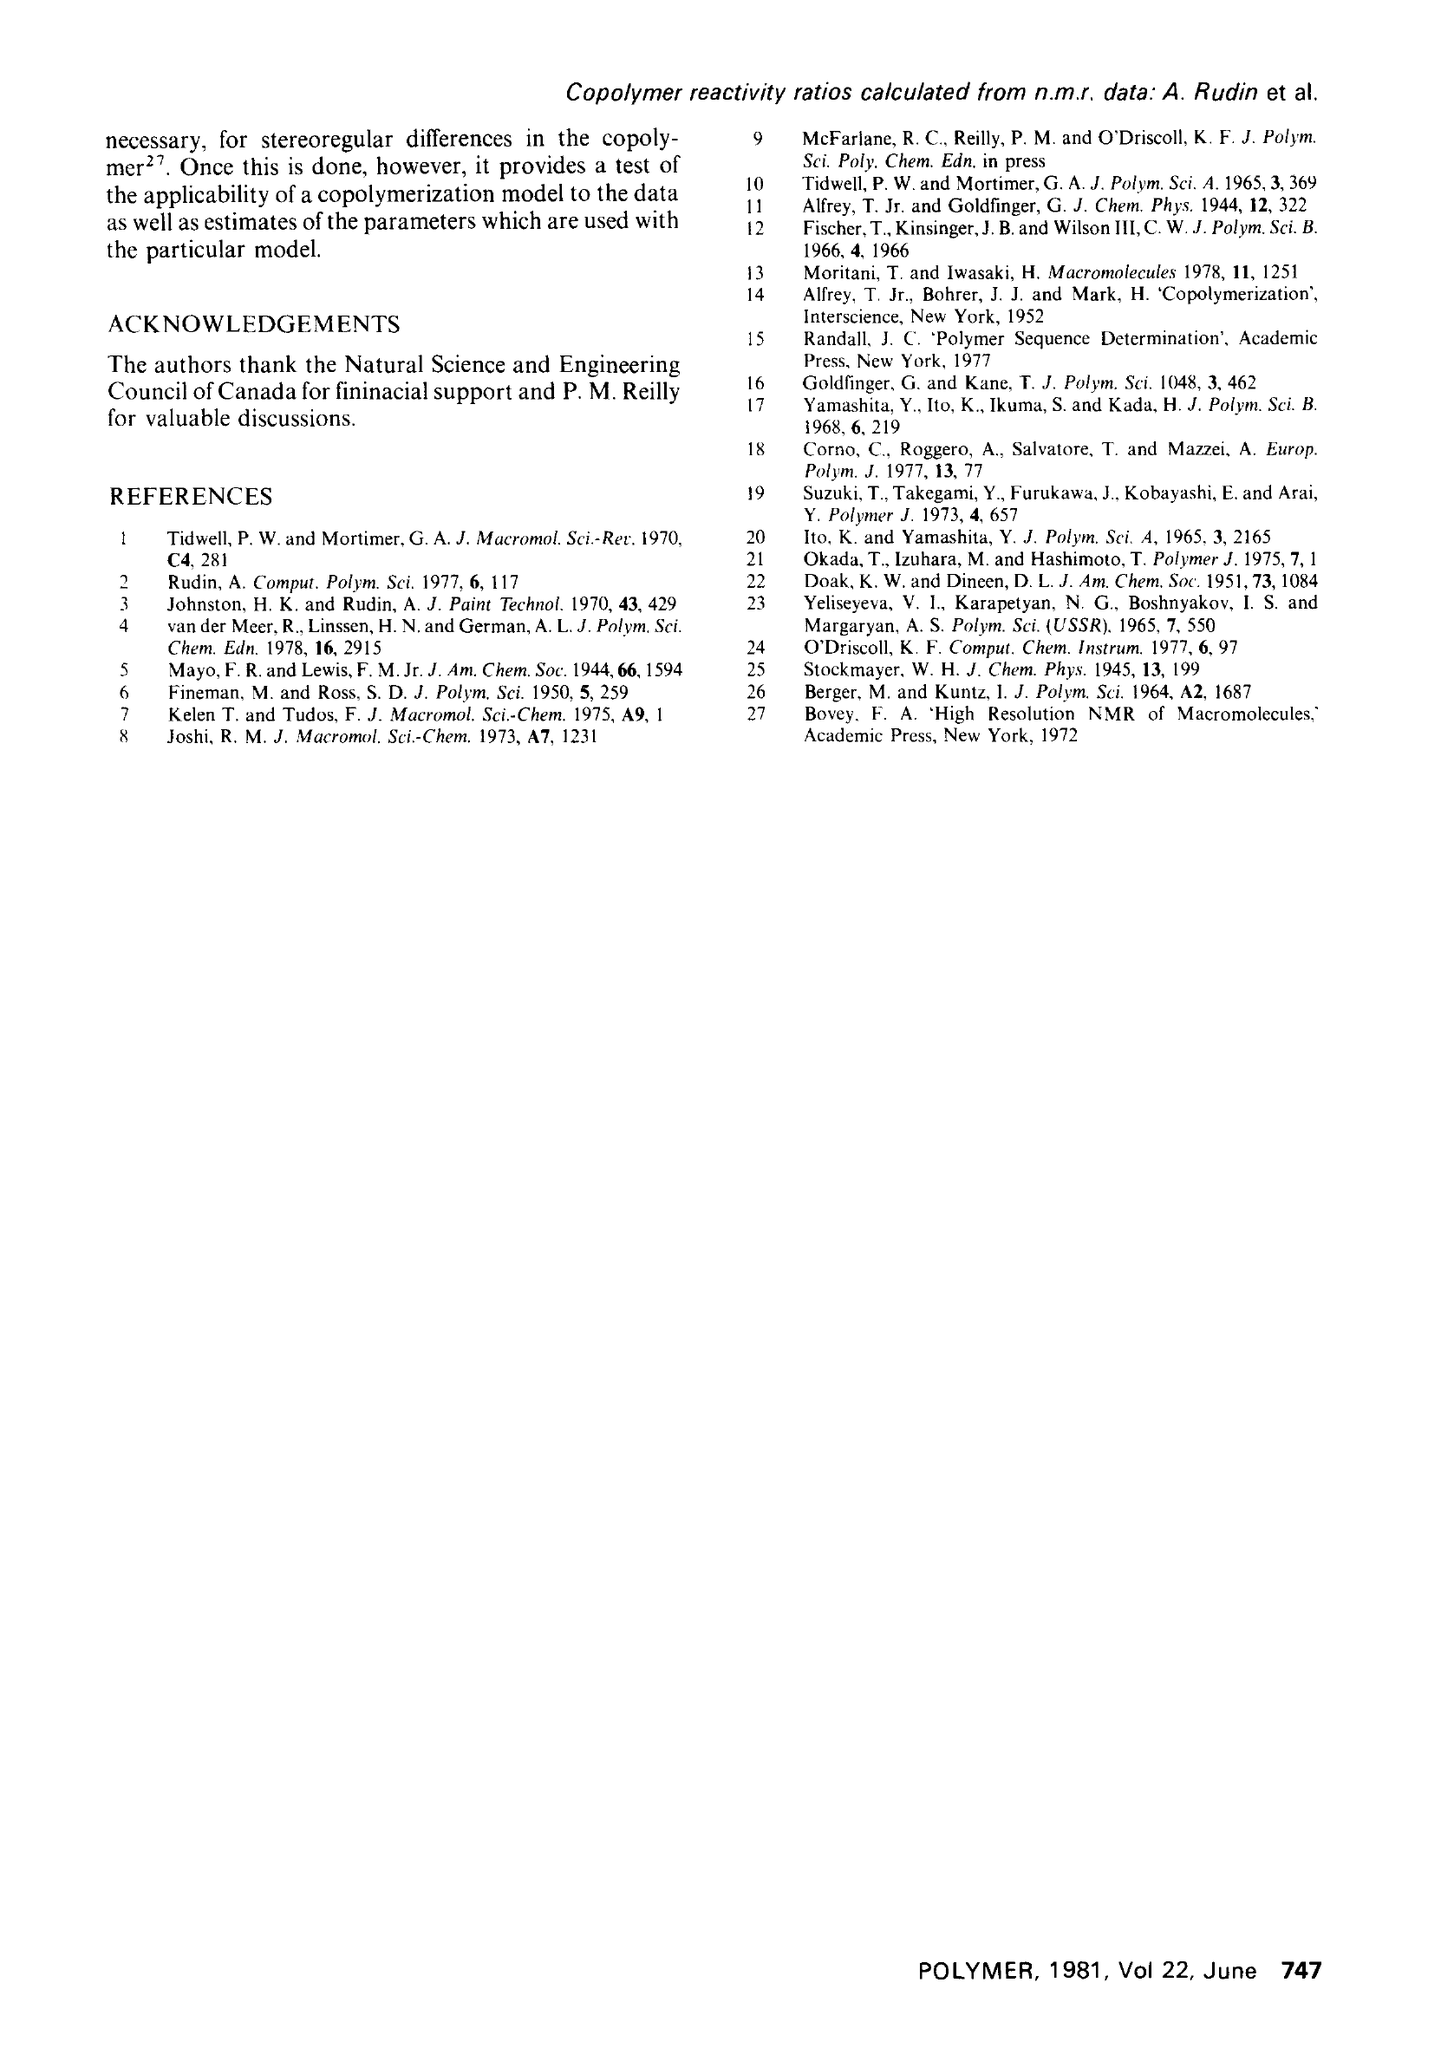 Copolymer reactivity ratios calculated from n.m.r. data: A. Rudin et al.
necessary, for stereoregular differences in the copoly-
mer²⁷. Once this is done, however, it provides a test of
the applicability of a copolymerization model to the data
as well as estimates of the parameters which are used with
the particular model.
ACKNOWLEDGEMENTS
The authors thank the Natural Science and Engineering
Council of Canada for fininacial support and P. M. Reilly
for valuable discussions.
REFERENCES
1 Tidwell, P. W. and Mortimer, G. A. J. Macromol. Sci.-Rev. 1970,
C4, 281
2 Rudin, A. Comput. Polym. Sci. 1977, 6, 117
3 Johnston, H. K. and Rudin, A. J. Paint Technol. 1970, 43, 429
4 van der Meer, R., Linssen, H. N. and German, A. L. J. Polym. Sci.
Chem. Edn. 1978, 16, 2915
5 Mayo, F. R. and Lewis, F. M. Jr. J. Am. Chem. Soc. 1944, 66, 1594
6 Fineman, M. and Ross, S. D. J. Polym. Sci. 1950, 5, 259
7 Kelen T. and Tudos, F. J. Macromol. Sci.-Chem. 1975, A9, 1
8 Joshi, R. M. J. Macromol. Sci.-Chem. 1973, A7, 1231
9 McFarlane, R. C., Reilly, P. M. and O'Driscoll, K. F. J. Polym.
Sci. Poly. Chem. Edn. in press
10 Tidwell, P. W. and Mortimer, G. A. J. Polym. Sci. A. 1965, 3, 369
11 Alfrey, T. Jr. and Goldfinger, G. J. Chem. Phys. 1944, 12, 322
12 Fischer, T., Kinsinger, J. B. and Wilson III, C. W. J. Polym. Sci. B.
1966, 4, 1966
13 Moritani, T. and Iwasaki, H. Macromolecules 1978, 11, 1251
14 Alfrey, T. Jr., Bohrer, J. J. and Mark, H. 'Copolymerization',
Interscience, New York, 1952
15 Randall, J. C. 'Polymer Sequence Determination', Academic
Press, New York, 1977
16 Goldfinger, G. and Kane, T. J. Polym. Sci. 1048, 3, 462
17 Yamashita, Y., Ito, K., Ikuma, S. and Kada, H. J. Polym. Sci. B.
1968, 6, 219
18 Corno, C., Roggero, A., Salvatore, T. and Mazzei, A. Europ.
Polym. J. 1977, 13, 77
19 Suzuki, T., Takegami, Y., Furukawa, J., Kobayashi, E. and Arai,
Y. Polymer J. 1973, 4, 657
20 Ito, K. and Yamashita, Y. J. Polym. Sci. A, 1965, 3, 2165
21 Okada, T., Izuhara, M. and Hashimoto, T. Polymer J. 1975, 7, 1
22 Doak, K. W. and Dineen, D. L. J. Am. Chem. Soc. 1951, 73, 1084
23 Yeliseyeva, V. I., Karapetyan, N. G., Boshnyakov, I. S. and
Margaryan, A. S. Polym. Sci. (USSR), 1965, 7, 550
24 O'Driscoll, K. F. Comput. Chem. Instrum. 1977, 6, 97
25 Stockmayer, W. H. J. Chem. Phys. 1945, 13, 199
26 Berger, M. and Kuntz, I. J. Polym. Sci. 1964, A2, 1687
27 Bovey, F. A. 'High Resolution NMR of Macromolecules,'
Academic Press, New York, 1972
POLYMER, 1981, Vol 22, June 747